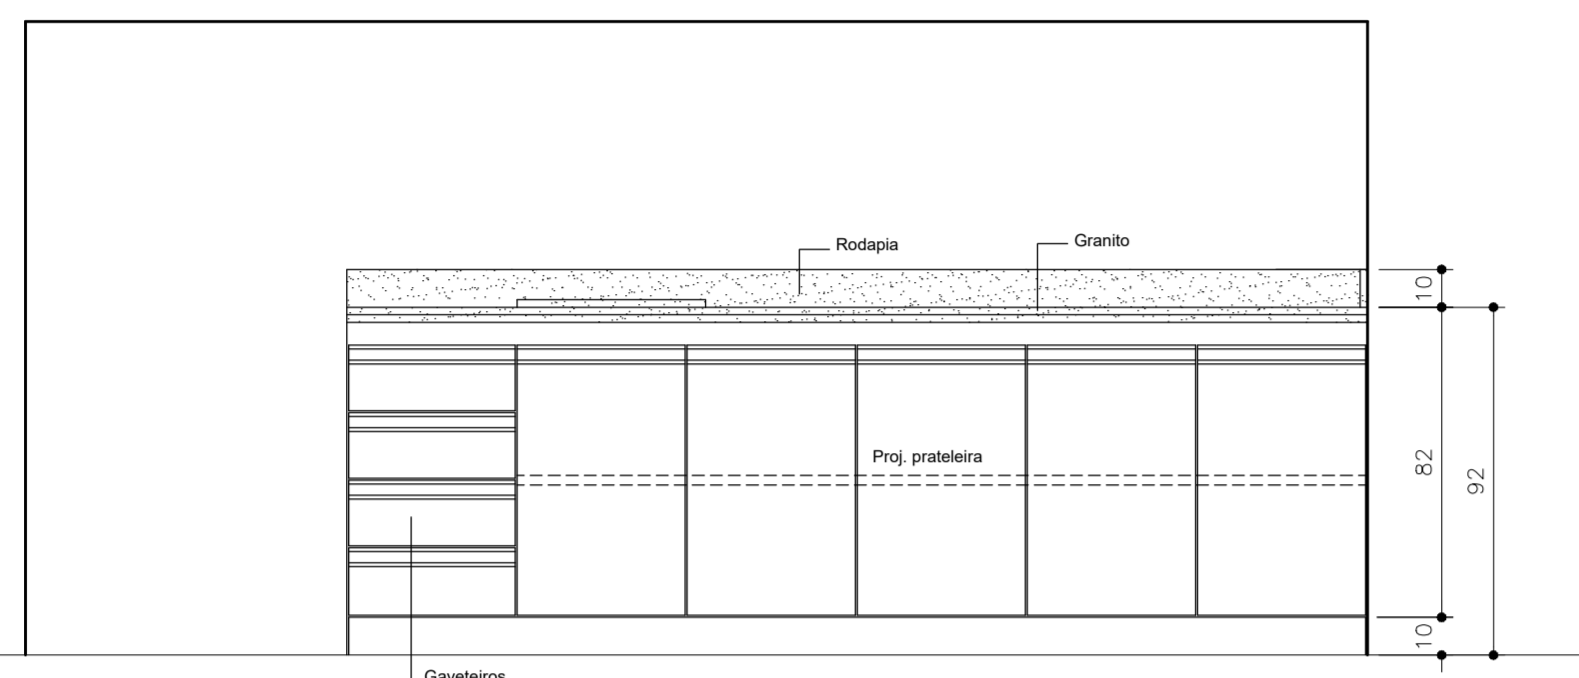 Rodapia
Granito
10
Proj. prateleira
82
92
10
Gaveteiros